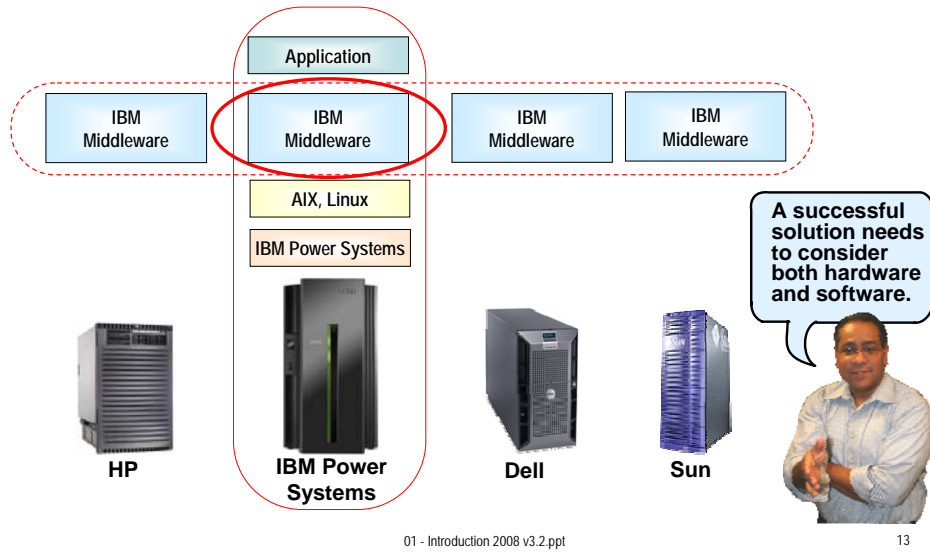 Application
IBM
Middleware
IBM
Middleware
IBM
Middleware
IBM
Middleware
AIX, Linux
IBM Power Systems
A successful
solution needs
to consider
both hardware
and software.
HP
IBM Power
Systems
Dell
Sun
01 - Introduction 2008 v3.2.ppt
13